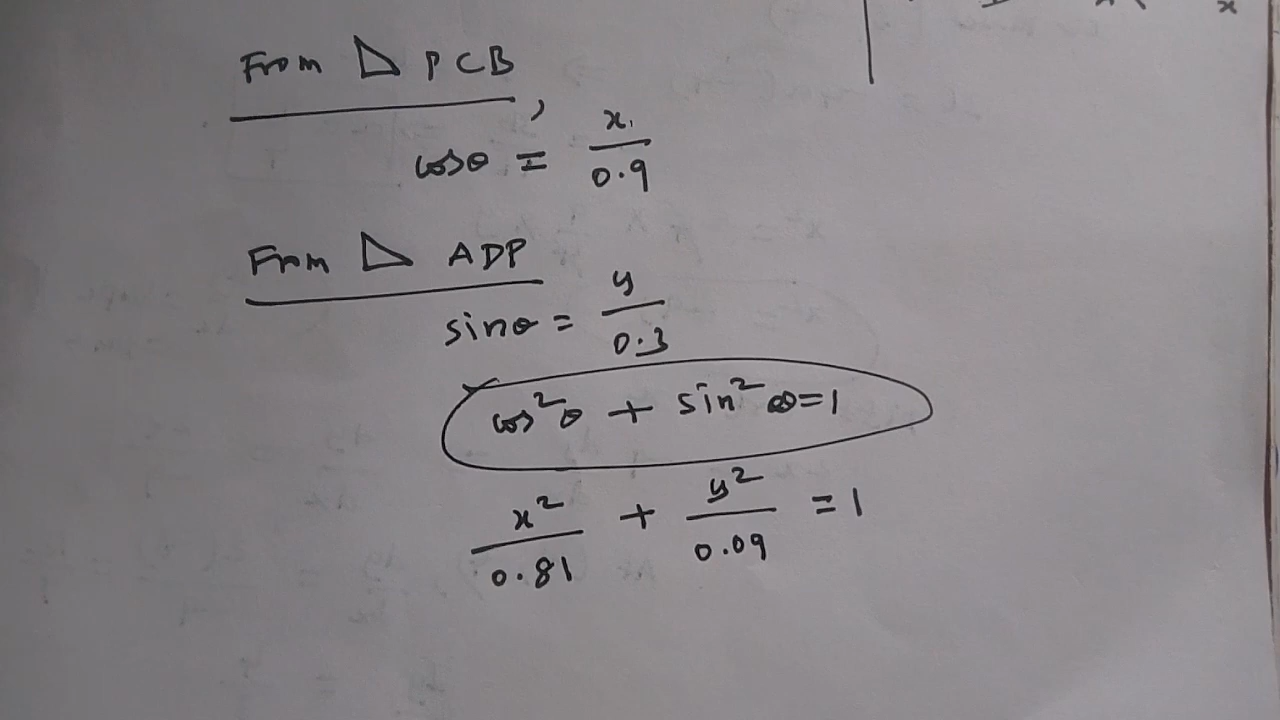 From △ PCB,
cosθ = x/0.9
From △ ADP
sinθ = y/0.3
cos²θ + sin²θ=1
x²/0.81 + y²/0.09 = 1